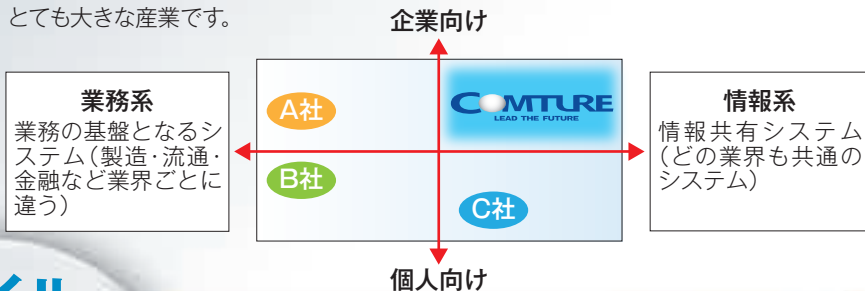 とても大きな産業です。
企業向け
業務系
業務の基盤となるシ
ステム(製造・流通・
金融など業界ごとに
違う)
A社
COMTURE
LEAD THE FUTURE
B社
C社
情報系
情報共有システム
(どの業界も共通の
システム)
個人向け